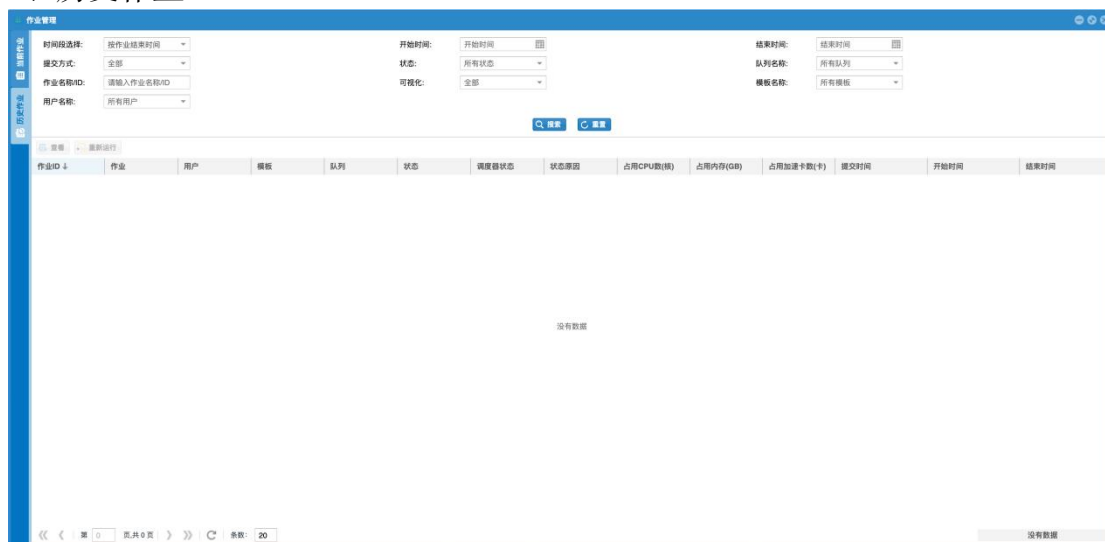 作业管理
当前作业
历史作业
时间段选择: 按作业结束时间 开始时间: 开始时间 结束时间: 结束时间
提交方式: 全部 状态: 所有状态 队列名称: 所有队列
作业名称/ID: 请输入作业名称/ID 可视化: 全部 模板名称: 所有模板
用户名称: 所有用户
搜索 重置
查看 重新运行
作业ID 作业 用户 模板 队列 状态 调度器状态 状态原因 占用CPU数(核) 占用内存(GB) 占用加速卡数(卡) 提交时间 开始时间 结束时间
没有数据
第 0 页,共 0 页 条数: 20 没有数据